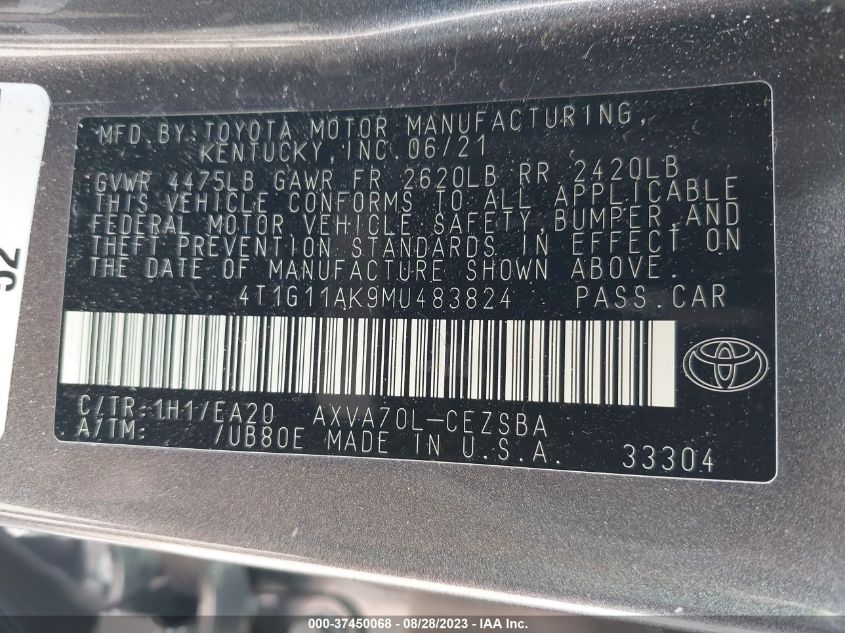 MFD.BY:TOYOTA MOTOR MANUFACTURING,
KENTUCKY,INC.06/21
GVWR 4475LB GAWR FR 2620LB RR 2420LB
THIS VEHICLE CONFORMS TO ALL APPLICABLE
FEDERAL MOTOR VEHICLE SAFETY,BUMPER,AND
THEFT PREVENTION STANDARDS IN EFFECT ON
THE DATE OF MANUFACTURE SHOWN ABOVE.
4T1G11AK9MU483824 PASS.CAR
C/TR:1H1/EA20 AXVA70L-CEZSBA
A/TM: /UB80E MADE IN U.S.A. 33304
52
000-37450068 - 08/28/2023 - Copyright IAA, Inc.